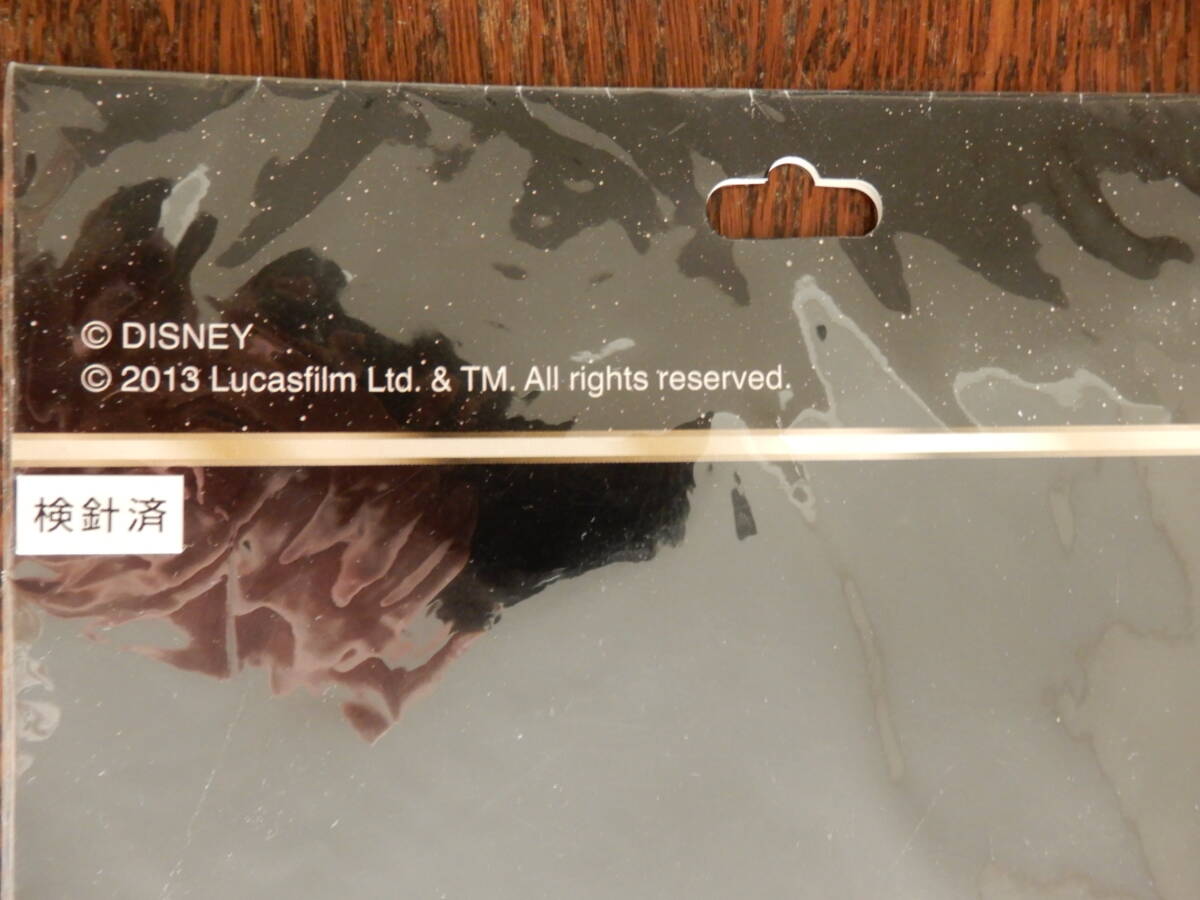 © DISNEY
© 2013 Lucasfilm Ltd. & TM. All rights reserved.
検針済